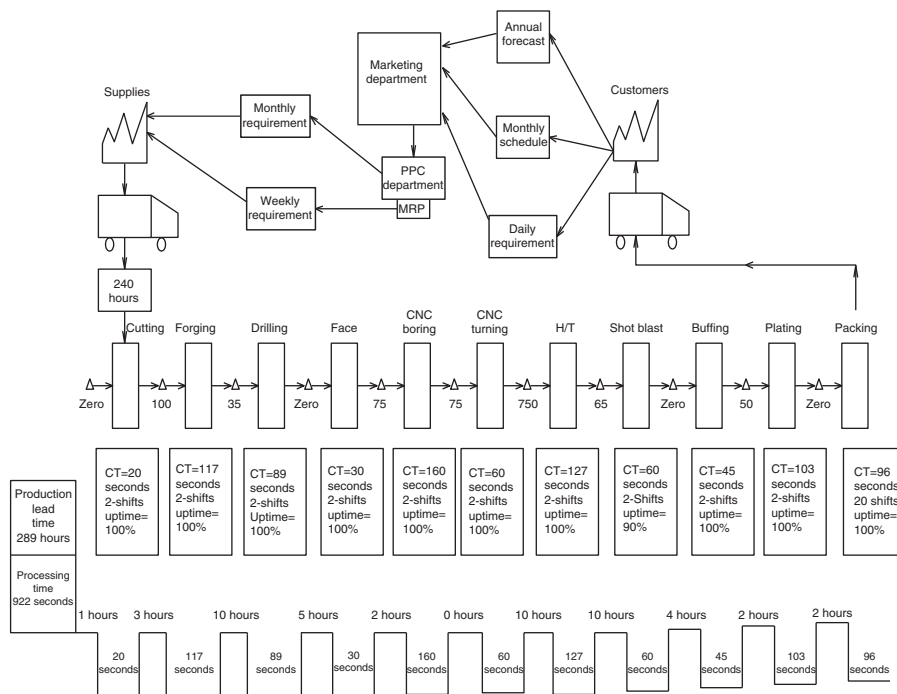 Annual
forecast
Marketing
department
Supplies
Customers
Monthly
requirement
Monthly
schedule
PPC
department
MRP
Weekly
requirement
Daily
requirement
240
hours
Cutting
Forging
Drilling
Face
CNC
boring
CNC
turning
H/T
Shot blast
Buffing
Plating
Packing
Zero
100
35
Zero
75
75
750
65
Zero
50
Zero
CT=20
seconds
2-shifts
uptime=
100%
CT=117
seconds
2-shifts
uptime=
100%
CT=89
seconds
2-shifts
Uptime=
100%
CT=30
seconds
2-shifts
uptime=
100%
CT=160
seconds
2-shifts
uptime=
100%
CT=60
seconds
2-shifts
uptime=
100%
CT=127
seconds
2-shifts
uptime=
100%
CT=60
seconds
2-Shifts
uptime=
90%
CT=45
seconds
2-shifts
uptime=
100%
CT=103
seconds
2-shifts
uptime=
100%
CT=96
seconds
20 shifts
uptime=
100%
Production
lead
time
289 hours
Processing
time
922 seconds
1 hours
3 hours
10 hours
5 hours
2 hours
0 hours
10 hours
10 hours
4 hours
2 hours
2 hours
20
seconds
117
seconds
89
seconds
30
seconds
160
seconds
60
seconds
127
seconds
60
seconds
45
seconds
103
seconds
96
seconds